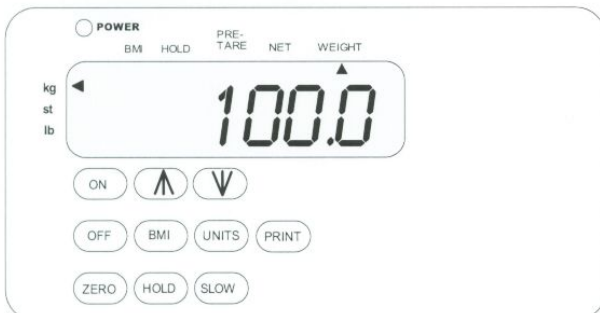 POWER
BMI HOLD PRE-
TARE NET WEIGHT
kg
st
lb
100.0
ON
OFF BMI UNITS PRINT
ZERO HOLD SLOW